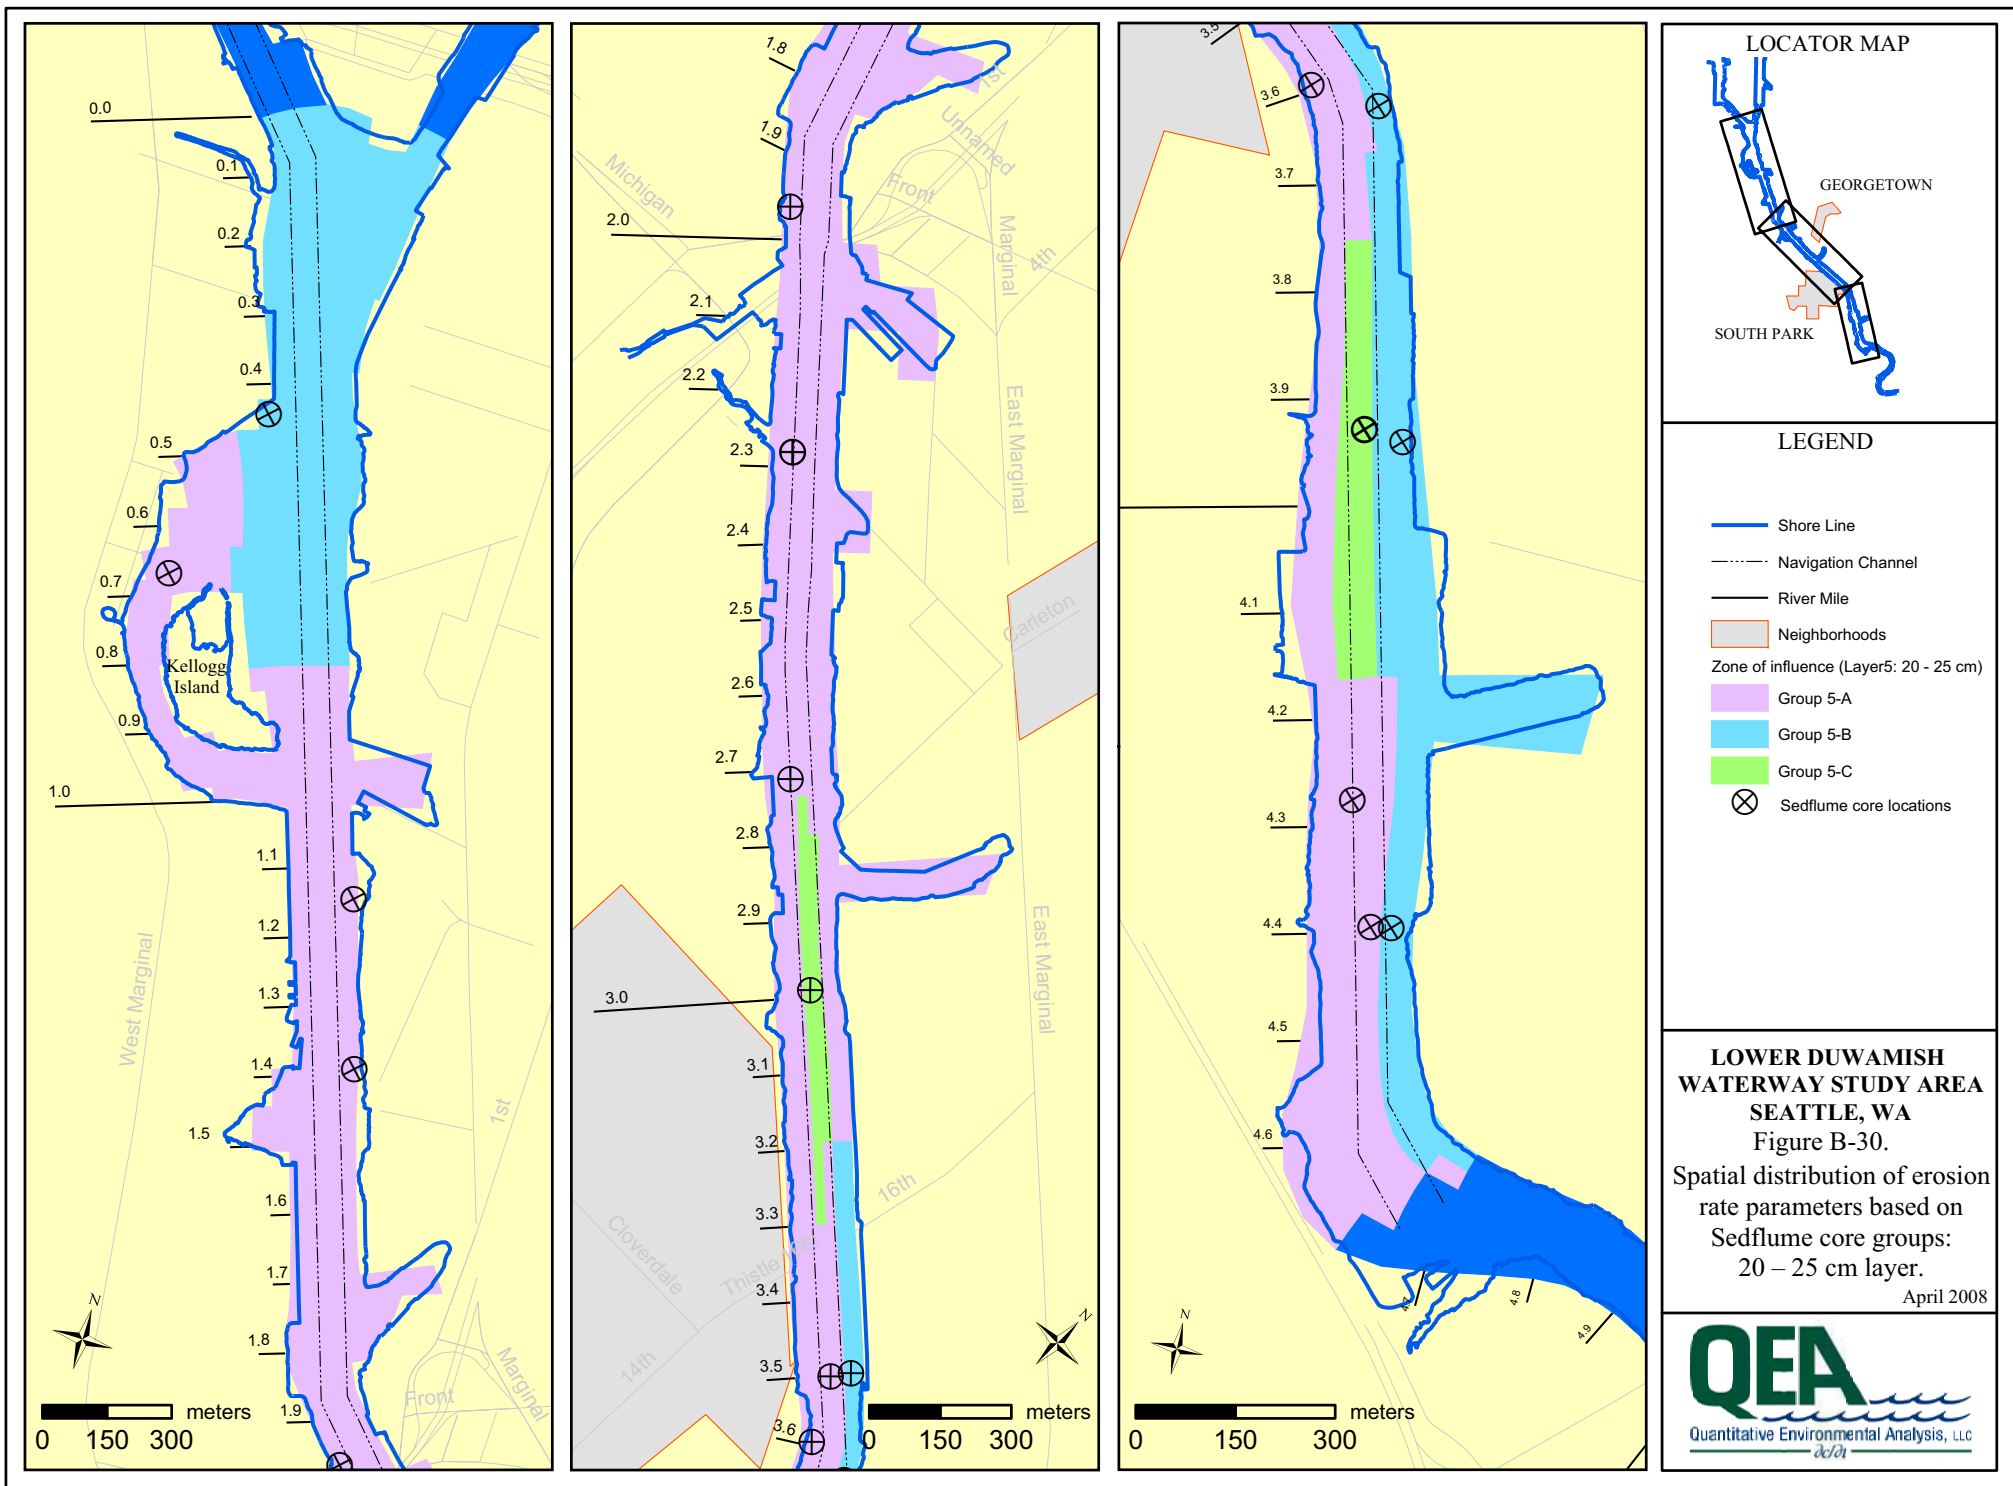 0.0
0.1
0.2
0.3
0.4
0.5
0.6
0.7
0.8
Kellogg
Island
0.9
1.0
1.1
1.2
West Marginal
1.3
1.4
1st
1.5
1.6
1.7
N
1.8
Marginal
Front
1.9
meters
0 150 300
1.8
1st
1.9
Unnamed
Michigan
Front
2.0
Marginal
4th
2.1
2.2
East Marginal
2.3
2.4
2.5
Carleton
2.6
2.7
2.8
2.9
East Marginal
3.0
3.1
3.2
16th
3.3
Cloverdale
Thistle 16th
3.4
N
14th
3.5
3.6
meters
0 150 300
3.5
3.6
3.7
3.8
3.9
4.1
4.2
4.3
4.4
4.5
4.6
4.7
4.8
4.9
N
meters
0 150 300
LOCATOR MAP
GEORGETOWN
SOUTH PARK
LEGEND
Shore Line
Navigation Channel
River Mile
Neighborhoods
Zone of influence (Layer5: 20 - 25 cm)
Group 5-A
Group 5-B
Group 5-C
Sedflume core locations
LOWER DUWAMISH
WATERWAY STUDY AREA
SEATTLE, WA
Figure B-30.
Spatial distribution of erosion
rate parameters based on
Sedflume core groups:
20 – 25 cm layer.
April 2008
QEA
Quantitative Environmental Analysis, LLC
∂c/∂t